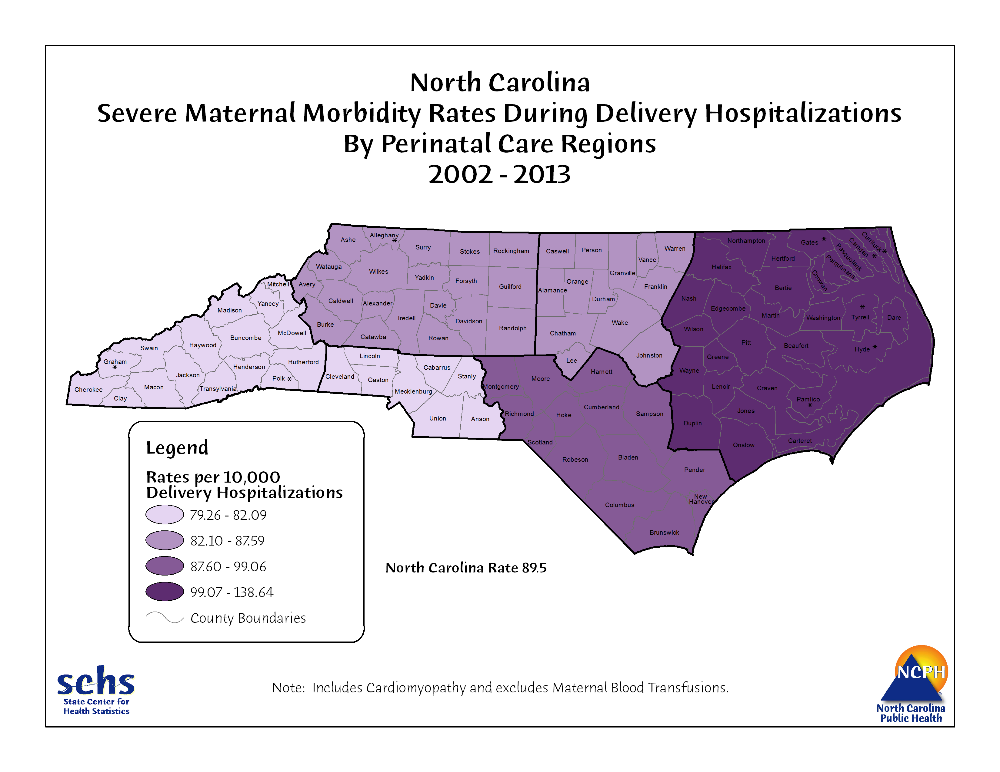 North Carolina
Severe Maternal Morbidity Rates During Delivery Hospitalizations
By Perinatal Care Regions
2002 - 2013
Ashe
Alleghany
*
Surry
Stokes
Rockingham
Caswell
Person
Vance
Warren
Northampton
Gates *
Camden *
Currituck *
Watauga
Wilkes
Yadkin
Forsyth
Guilford
Alamance
Orange
Granville
Franklin
Halifax
Hertford
Pasquotank
Perquimans
Chowan
Mitchell
Avery
Yancey
Caldwell
Alexander
Davie
Durham
Nash
Edgecombe
Bertie
Martin
Washington
*
Tyrrell
Dare
Madison
Burke
Iredell
Davidson
Randolph
Wake
Wilson
McDowell
Buncombe
Catawba
Rowan
Chatham
Pitt
Beaufort
Swain
Haywood
Lincoln
Johnston
Greene
Hyde *
Graham
*
Henderson
Rutherford
Cabarrus
Lee
Harnett
Wayne
Jackson
Polk *
Cleveland
Gaston
Stanly
Moore
Cherokee
Macon
Transylvania
Mecklenburg
Montgomery
Lenoir
Craven
Clay
Pamlico
*
Union
Anson
Richmond
Hoke
Cumberland
Sampson
Duplin
Jones
Scotland
Onslow
Carteret
Robeson
Bladen
Pender
Columbus
New
Hanover
Brunswick
Legend
Rates per 10,000
Delivery Hospitalizations
79.26 - 82.09
82.10 - 87.59
87.60 - 99.06
99.07 - 138.64
County Boundaries
North Carolina Rate 89.5
schs
State Center for
Health Statistics
Note: Includes Cardiomyopathy and excludes Maternal Blood Transfusions.
NCPH
®
North Carolina
Public Health